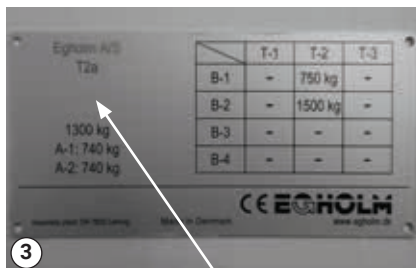 Egholm A/S
T2a
1300 kg
A-1: 740 kg
A-2: 740 kg
T-1 T-2 T-3
B-1 - 750 kg -
B-2 - 1500 kg -
B-3 - - -
B-4 - - -
Made in Denmark
CE EGHOLM
www.egholm.dk
3